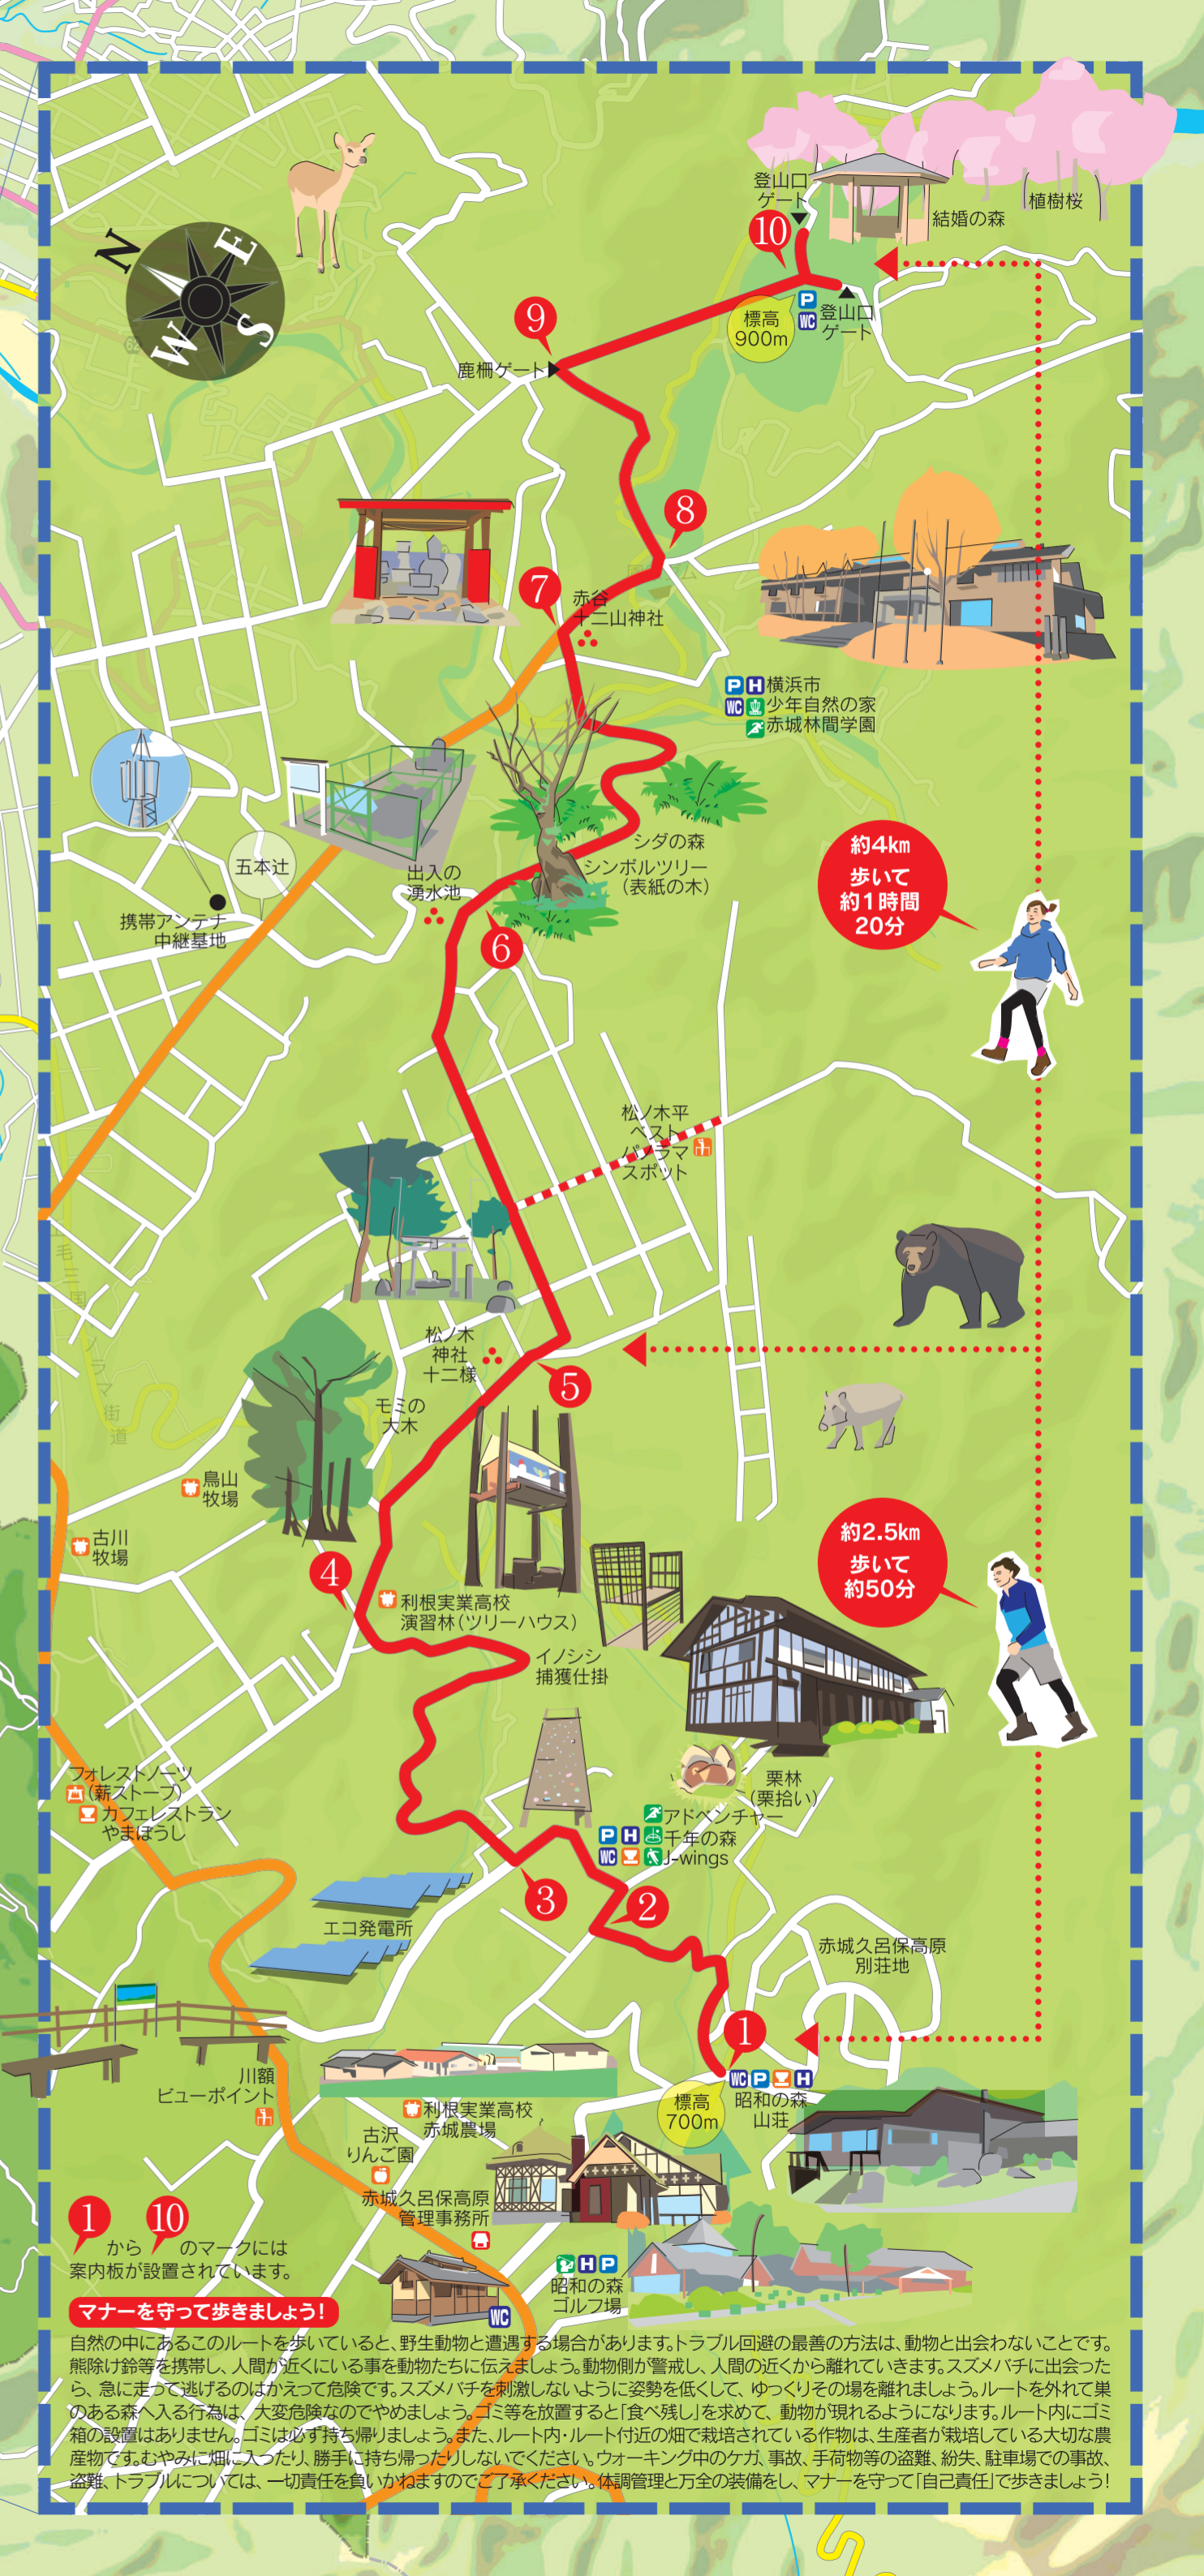 N
E
W
S
登山口
ゲート
10
植樹桜
結婚の森
P
WC
登山口
ゲート
標高
900m
9
鹿柵ゲート
62
8
7
赤谷
十二山神社
P H 横浜市
WC 少年自然の家
赤城林間学園
シダの森
シンボルツリー
(表紙の木)
約4km
歩いて
約1時間
20分
五本辻
出入の
湧水池
携帯アンテナ
中継基地
6
松ノ木平
ベスト
パノラマ
スポット
松ノ木
神社
十二様
5
モミの
大木
鳥山
牧場
古川
牧場
4
利根実業高校
演習林(ツリーハウス)
イノシシ
捕獲仕掛
約2.5km
歩いて
約50分
フォレストノーツ
(薪ストーブ)
カフェレストラン
やまぼうし
栗林
(栗拾い)
アドベンチャー
P H 千年の森
WC J-wings
3
2
エコ発電所
赤城久呂保高原
別荘地
1
WC P H
昭和の森
山荘
標高
700m
川額
ビューポイント
利根実業高校
赤城農場
古沢
りんご園
赤城久呂保高原
管理事務所
WC
H P
昭和の森
ゴルフ場
1 から 10 のマークには
案内板が設置されています。
マナーを守って歩きましょう!
自然の中にあるこのルートを歩いていると、野生動物と遭遇する場合があります。トラブル回避の最善の方法は、動物と出会わないことです。
熊除け鈴等を携帯し、人間が近くにいる事を動物たちに伝えましょう。動物側が警戒し、人間の近くから離れていきます。スズメバチに出会った
ら、急に走って逃げるのはかえって危険です。スズメバチを刺激しないように姿勢を低くして、ゆっくりその場を離れましょう。ルートを外れて巣
のある森へ入る行為は、大変危険なのでやめましょう。ゴミ等を放置すると「食べ残し」を求めて、動物が現れるようになります。ルート内にゴミ
箱の設置はありません。ゴミは必ず持ち帰りましょう。また、ルート内・ルート付近の畑で栽培されている作物は、生産者が栽培している大切な農
産物です。むやみに畑に入ったり、勝手に持ち帰ったりしないでください。ウォーキング中のケガ、事故、手荷物等の盗難、紛失、駐車場での事故、
盗難、トラブルについては、一切責任を負いかねますのでご了承ください。体調管理と万全の装備をし、マナーを守って「自己責任」で歩きましょう!